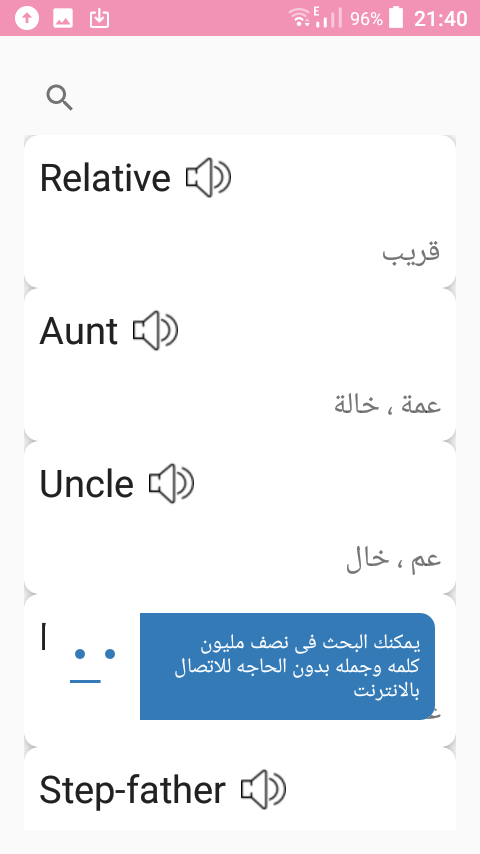 E 96% 21:40
Relative
قريب
Aunt
عمة ، خالة
Uncle
عم ، خال
يمكنك البحث فى نصف مليون
كلمه وجمله بدون الحاجه للاتصال
بالانترنت
Step-father